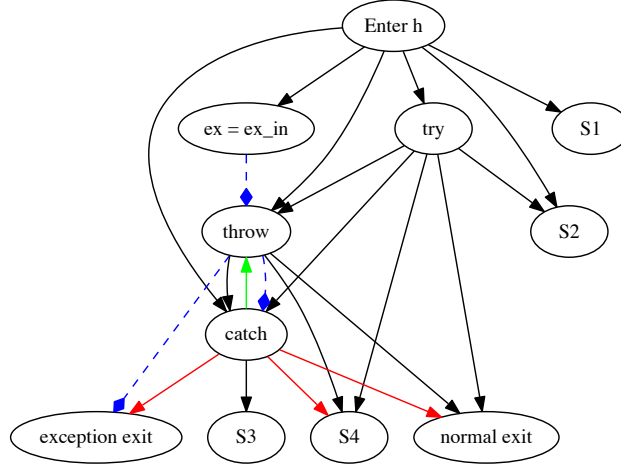 Enter h
ex = ex_in
try
S1
throw
S2
catch
exception exit
S3
S4
normal exit